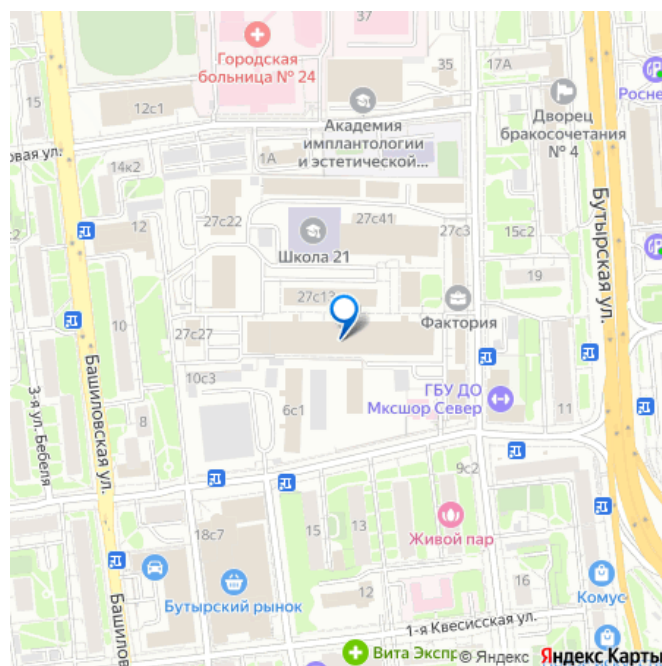 37
Городская
больница № 24
35
17А
Росне
15
12с1
Академия
имплантологии
и эстетической...
Дворец
бракосочетания
№ 4
овая ул.
1А
14к2
с2
12
27с22
27с41
27с3
15с2
Бутырская ул.
Школа 21
19
27с13
Фактория
10
27с27
Башиловская ул.
10с3
3-я ул. Бебеля
8
6с1
ГБУ ДО
Мксшор Север
11
9с2
18с7
15
13
Живой пар
Бутырский рынок
12
16
Комус
Башилов
1-я Квесисская ул.
Вита Экспр
© Яндекс
Яндекс Карты